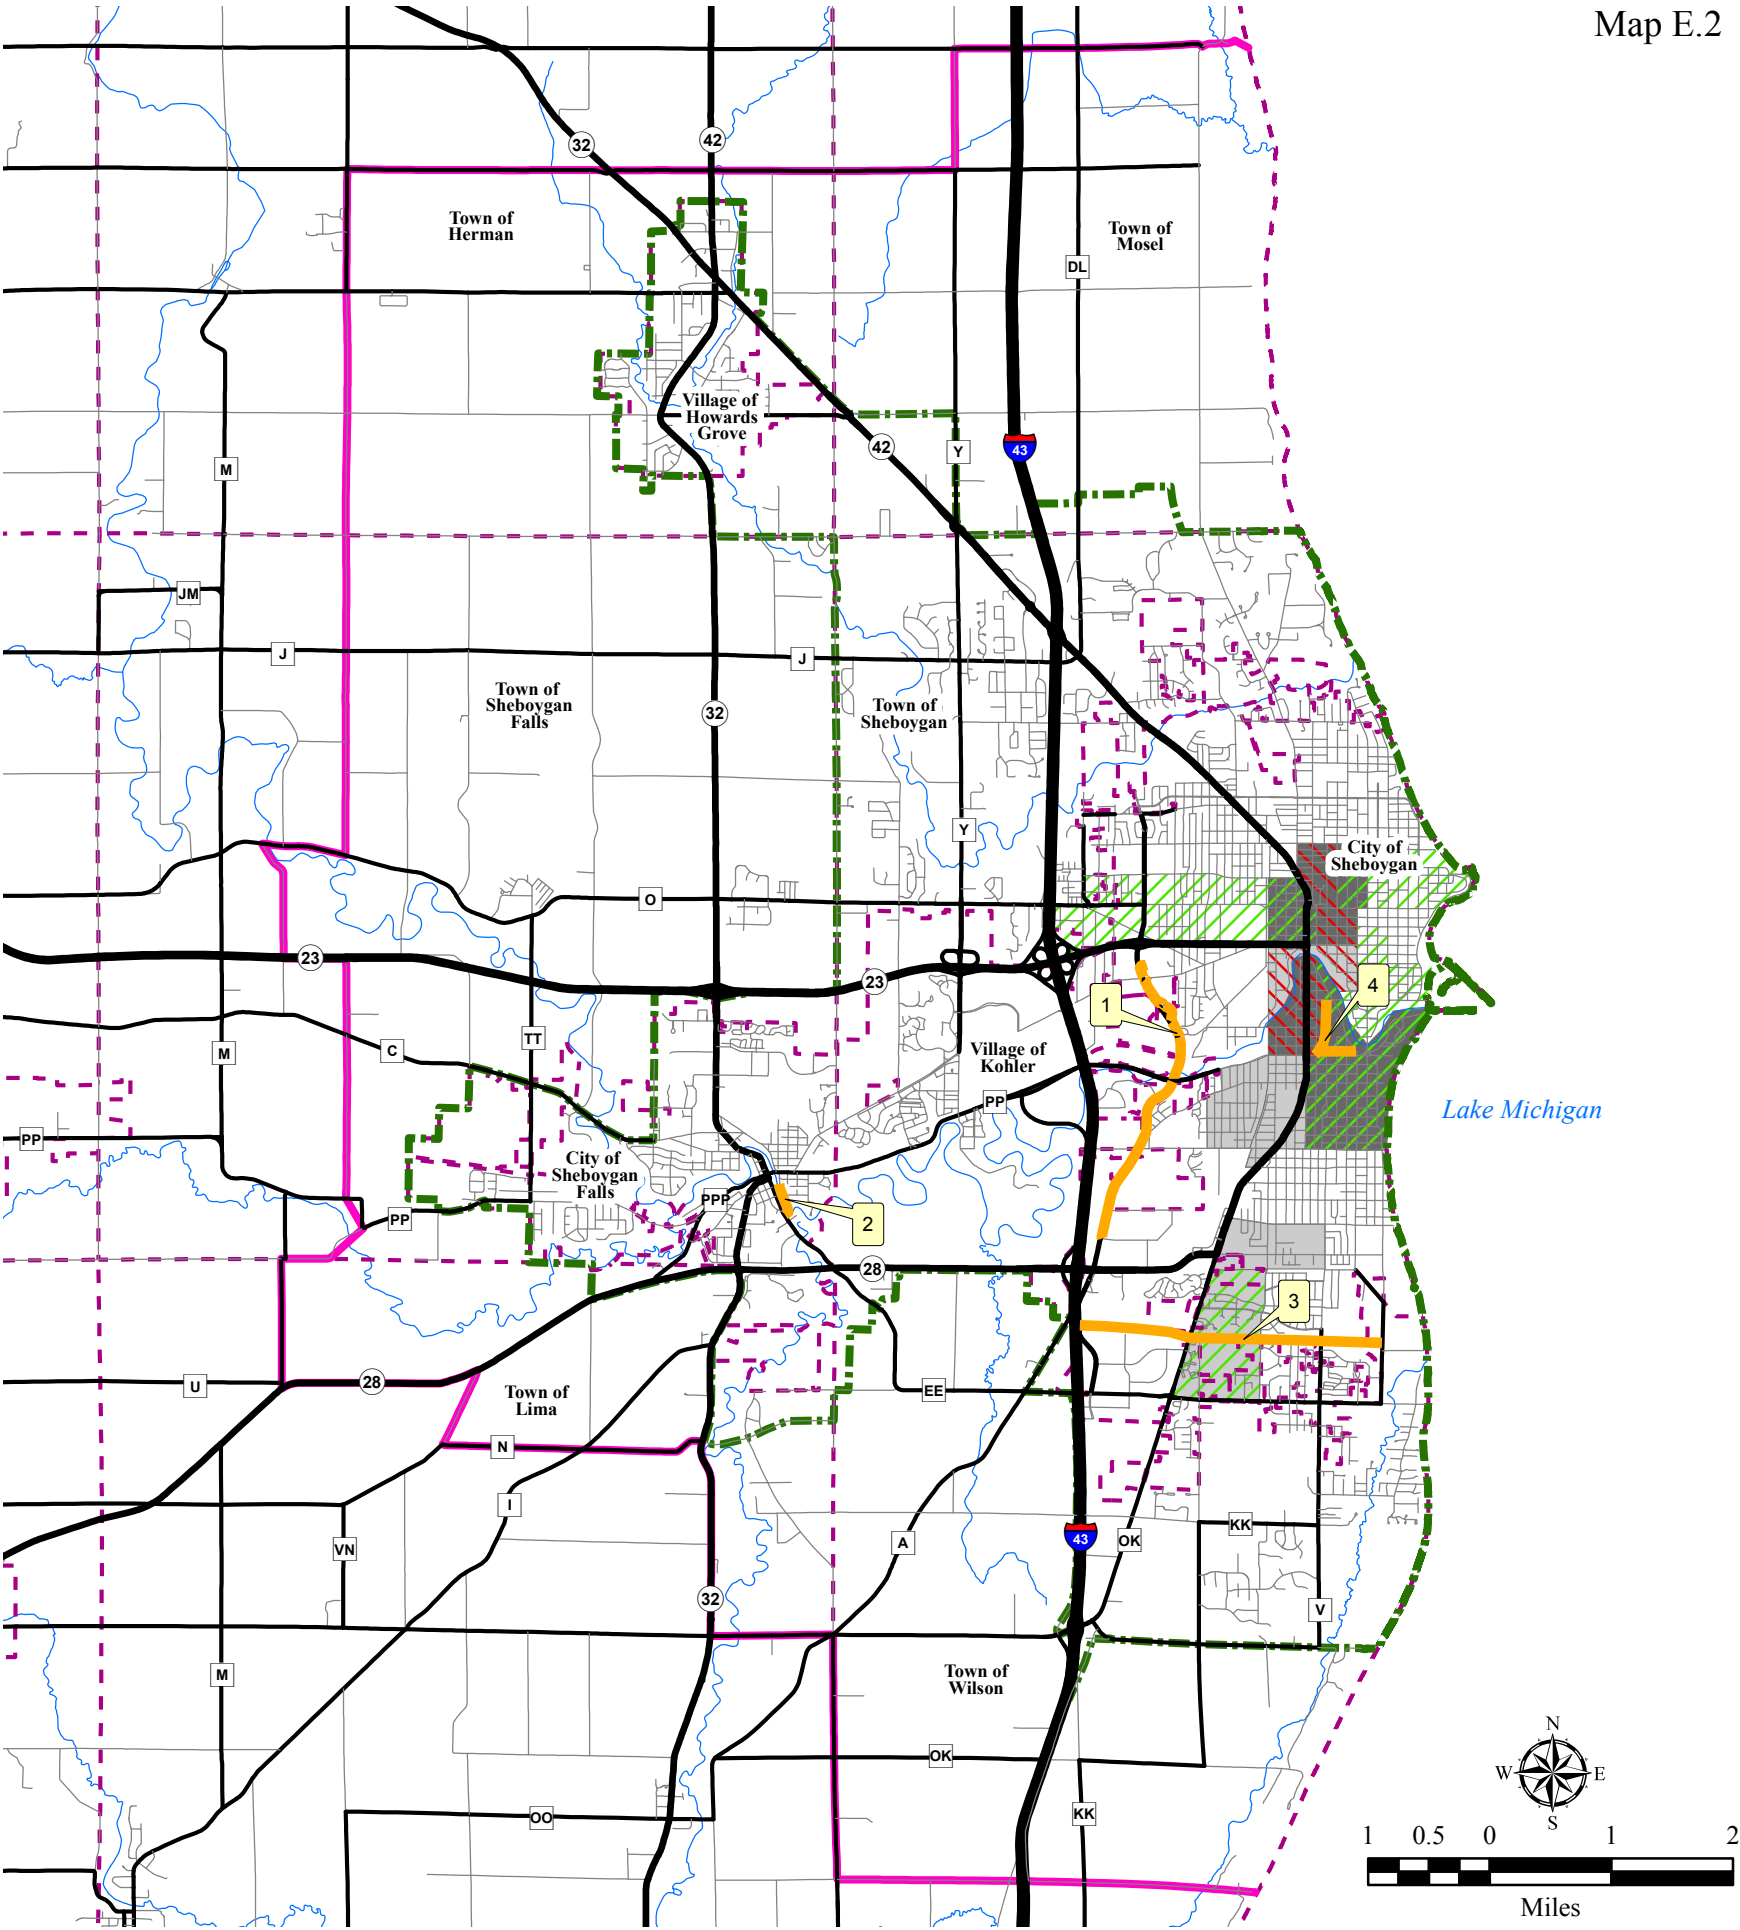 Map E.2
32
42
Town of
Herman
Town of
Mosel
DL
Village of
Howards
Grove
42
Y
43
M
JM
J
J
Town of
Sheboygan
Falls
32
Town of
Sheboygan
Y
City of
Sheboygan
O
23
23
4
1
M
C
TT
Village of
Kohler
PP
Lake Michigan
PP
City of
Sheboygan
Falls
PPP
PP
2
28
3
U
28
Town of
Lima
EE
N
I
VN
A
43
OK
KK
32
V
M
Town of
Wilson
OK
OO
KK
N
W
E
S
1
0.5
0
1
2
Miles